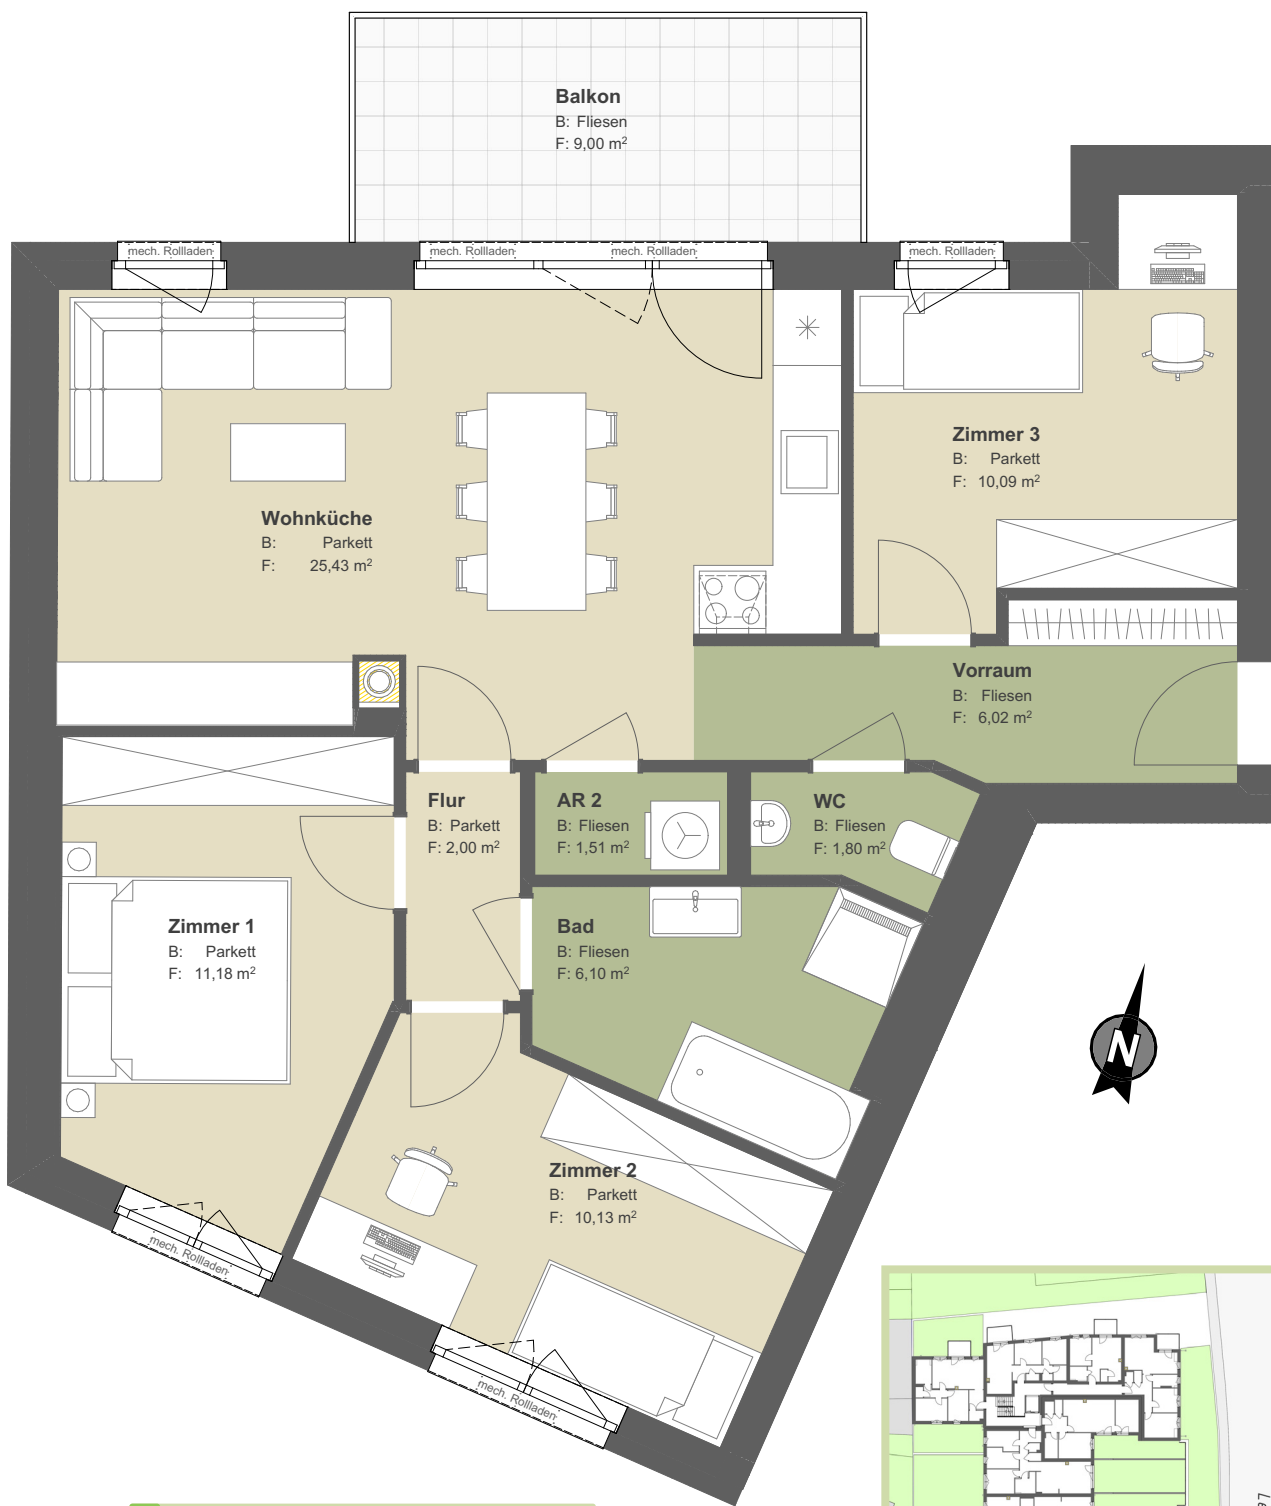 Balkon
B: Fliesen
F: 9,00 m²
mech. Rollladen
mech. Rollladen
mech. Rollladen
mech. Rollladen
Zimmer 3
B: Parkett
F: 10,09 m²
Wohnküche
B: Parkett
F: 25,43 m²
Vorraum
B: Fliesen
F: 6,02 m²
Flur
B: Parkett
F: 2,00 m²
AR 2
B: Fliesen
F: 1,51 m²
WC
B: Fliesen
F: 1,80 m²
Zimmer 1
B: Parkett
F: 11,18 m²
Bad
B: Fliesen
F: 6,10 m²
N
Zimmer 2
B: Parkett
F: 10,13 m²
mech. Rollladen
mech. Rollladen